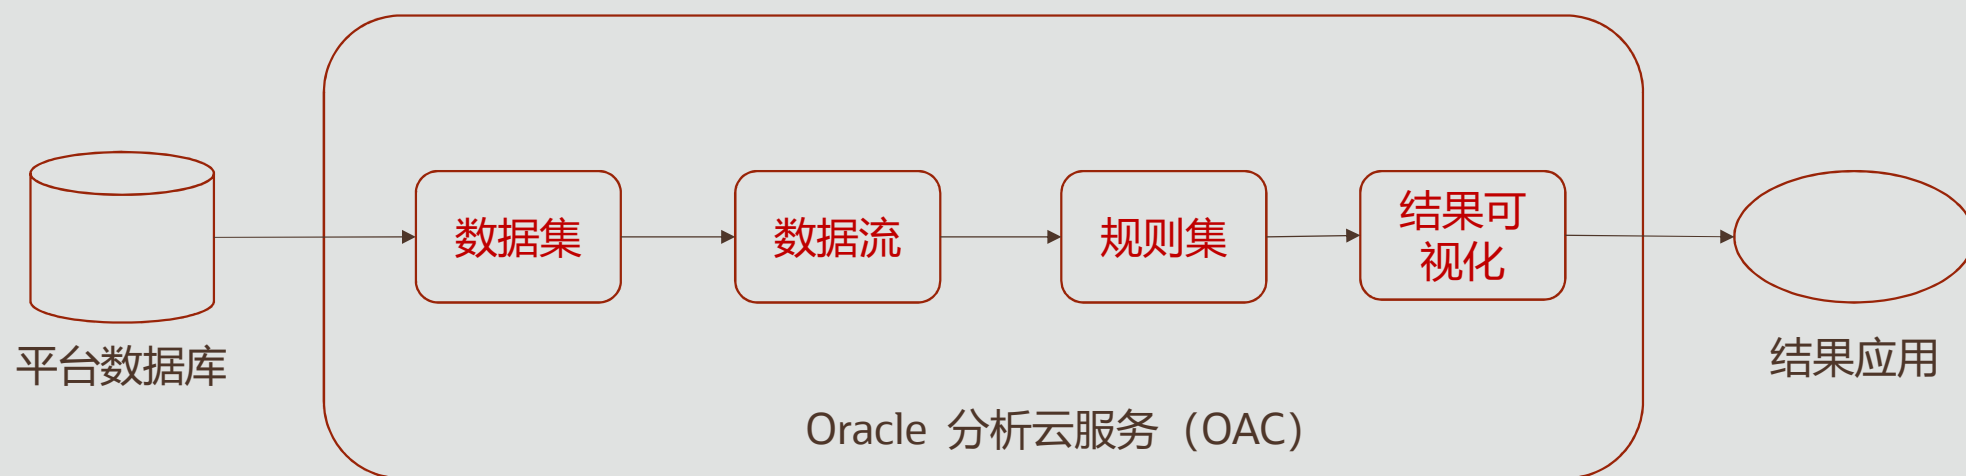 平台数据库
数据集
数据流
规则集
结果可
视化
结果应用
Oracle 分析云服务（OAC）